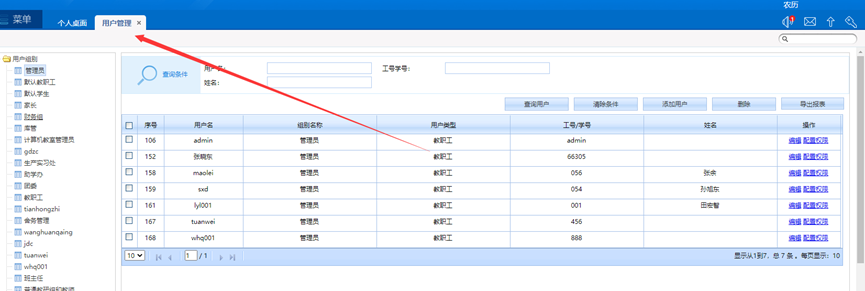 农历
菜单
个人桌面 用户管理 ×
1
用户组别
管理员
默认教职工
默认学生
家长
财务组
库管
计算机教室管理员
gdzc
生产实习处
助学办
团委
教职工
tianhongzhi
舍务管理
wanghuanqing
jdc
tuanwei
whq001
班主任
查询条件
用户名: 工号学号:
姓名:
查询用户 清除条件 添加用户 删除 导出报表
序号 用户名 组别名称 用户类型 工号/学号 姓名 操作
106 admin 管理员 教职工 admin 编辑 配置权限
152 张晓东 管理员 教职工 66305 编辑 配置权限
158 maolei 管理员 教职工 056 张余 编辑 配置权限
159 sxd 管理员 教职工 054 孙旭东 编辑 配置权限
161 lyl001 管理员 教职工 001 田宏智 编辑 配置权限
167 tuanwei 管理员 教职工 456 编辑 配置权限
168 whq001 管理员 教职工 888 编辑 配置权限
10 1 / 1 显示从1到7, 总 7 条 。每页显示: 10